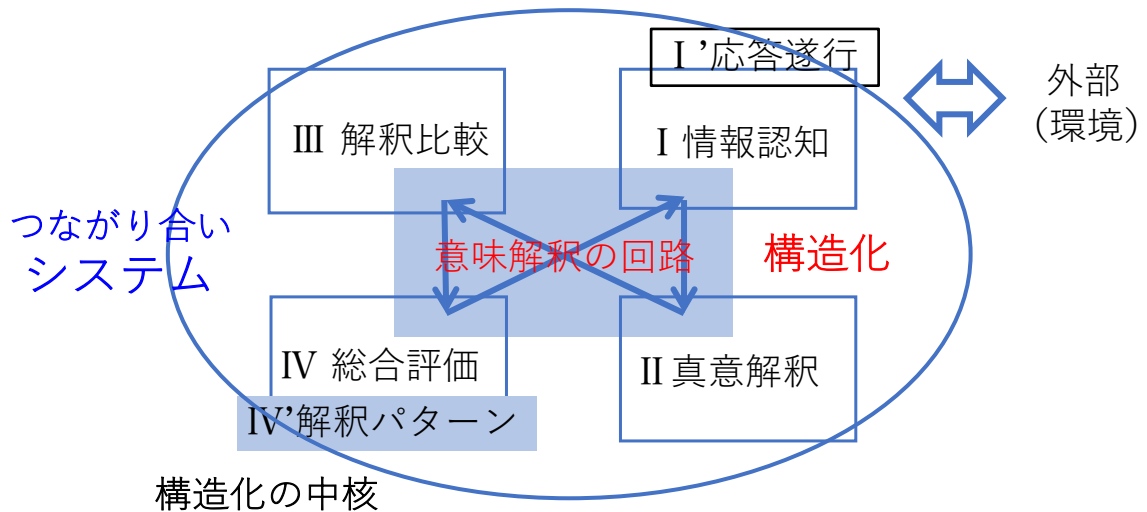 Ⅰ’応答遂行
外部
(環境)
Ⅲ 解釈比較
Ⅰ 情報認知
つながり合い
システム
意味解釈の回路
構造化
Ⅳ 総合評価
Ⅱ 真意解釈
Ⅳ’解釈パターン
構造化の中核